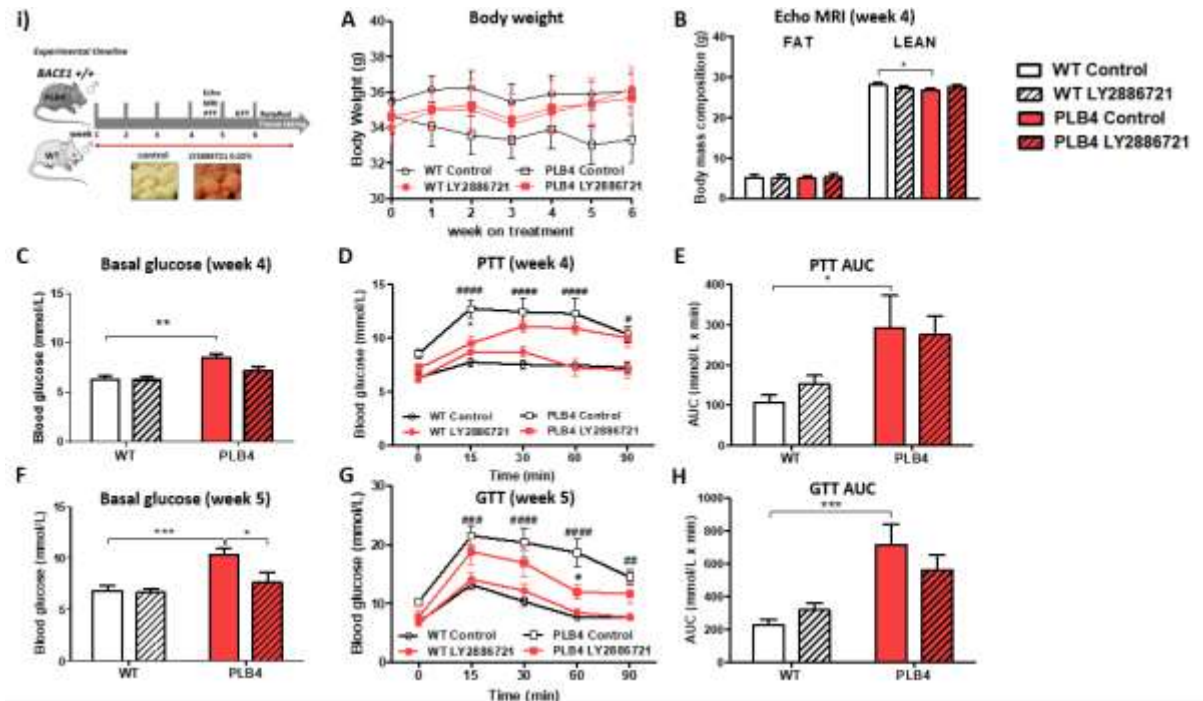 i)
Experimental timeline
BACE1 +/+
PLB4
WT
week 1 2 3 4 5 6
Echo
MRI
PTT GTT
control LY2886721 0.02%
A Body weight
Body Weight (g)
36
34
32
30
WT Control PLB4 Control
WT LY2886721 PLB4 LY2886721
0 1 2 3 4 5 6
week on treatment
B Echo MRI (week 4)
FAT LEAN
Body mass composition (g)
40
30
20
10
0
*
WT Control
WT LY2886721
PLB4 Control
PLB4 LY2886721
C Basal glucose (week 4)
Blood glucose (mmol/L)
15
10
5
0
**
WT PLB4
D PTT (week 4)
Blood glucose (mmol/L)
15
10
5
0
#### #### #### #
*
WT Control PLB4 Control
WT LY2886721 PLB4 LY2886721
0 15 30 60 90
Time (min)
E PTT AUC
AUC (mmol/L x min)
400
300
200
100
0
*
WT PLB4
F Basal glucose (week 5)
Blood glucose (mmol/L)
15
10
5
0
*** *
WT PLB4
G GTT (week 5)
Blood glucose (mmol/L)
30
20
10
0
### #### #### ##
*
WT Control PLB4 Control
WT LY2886721 PLB4 LY2886721
0 15 30 60 90
Time (min)
H GTT AUC
AUC (mmol/L x min)
1000
800
600
400
200
0
***
WT PLB4